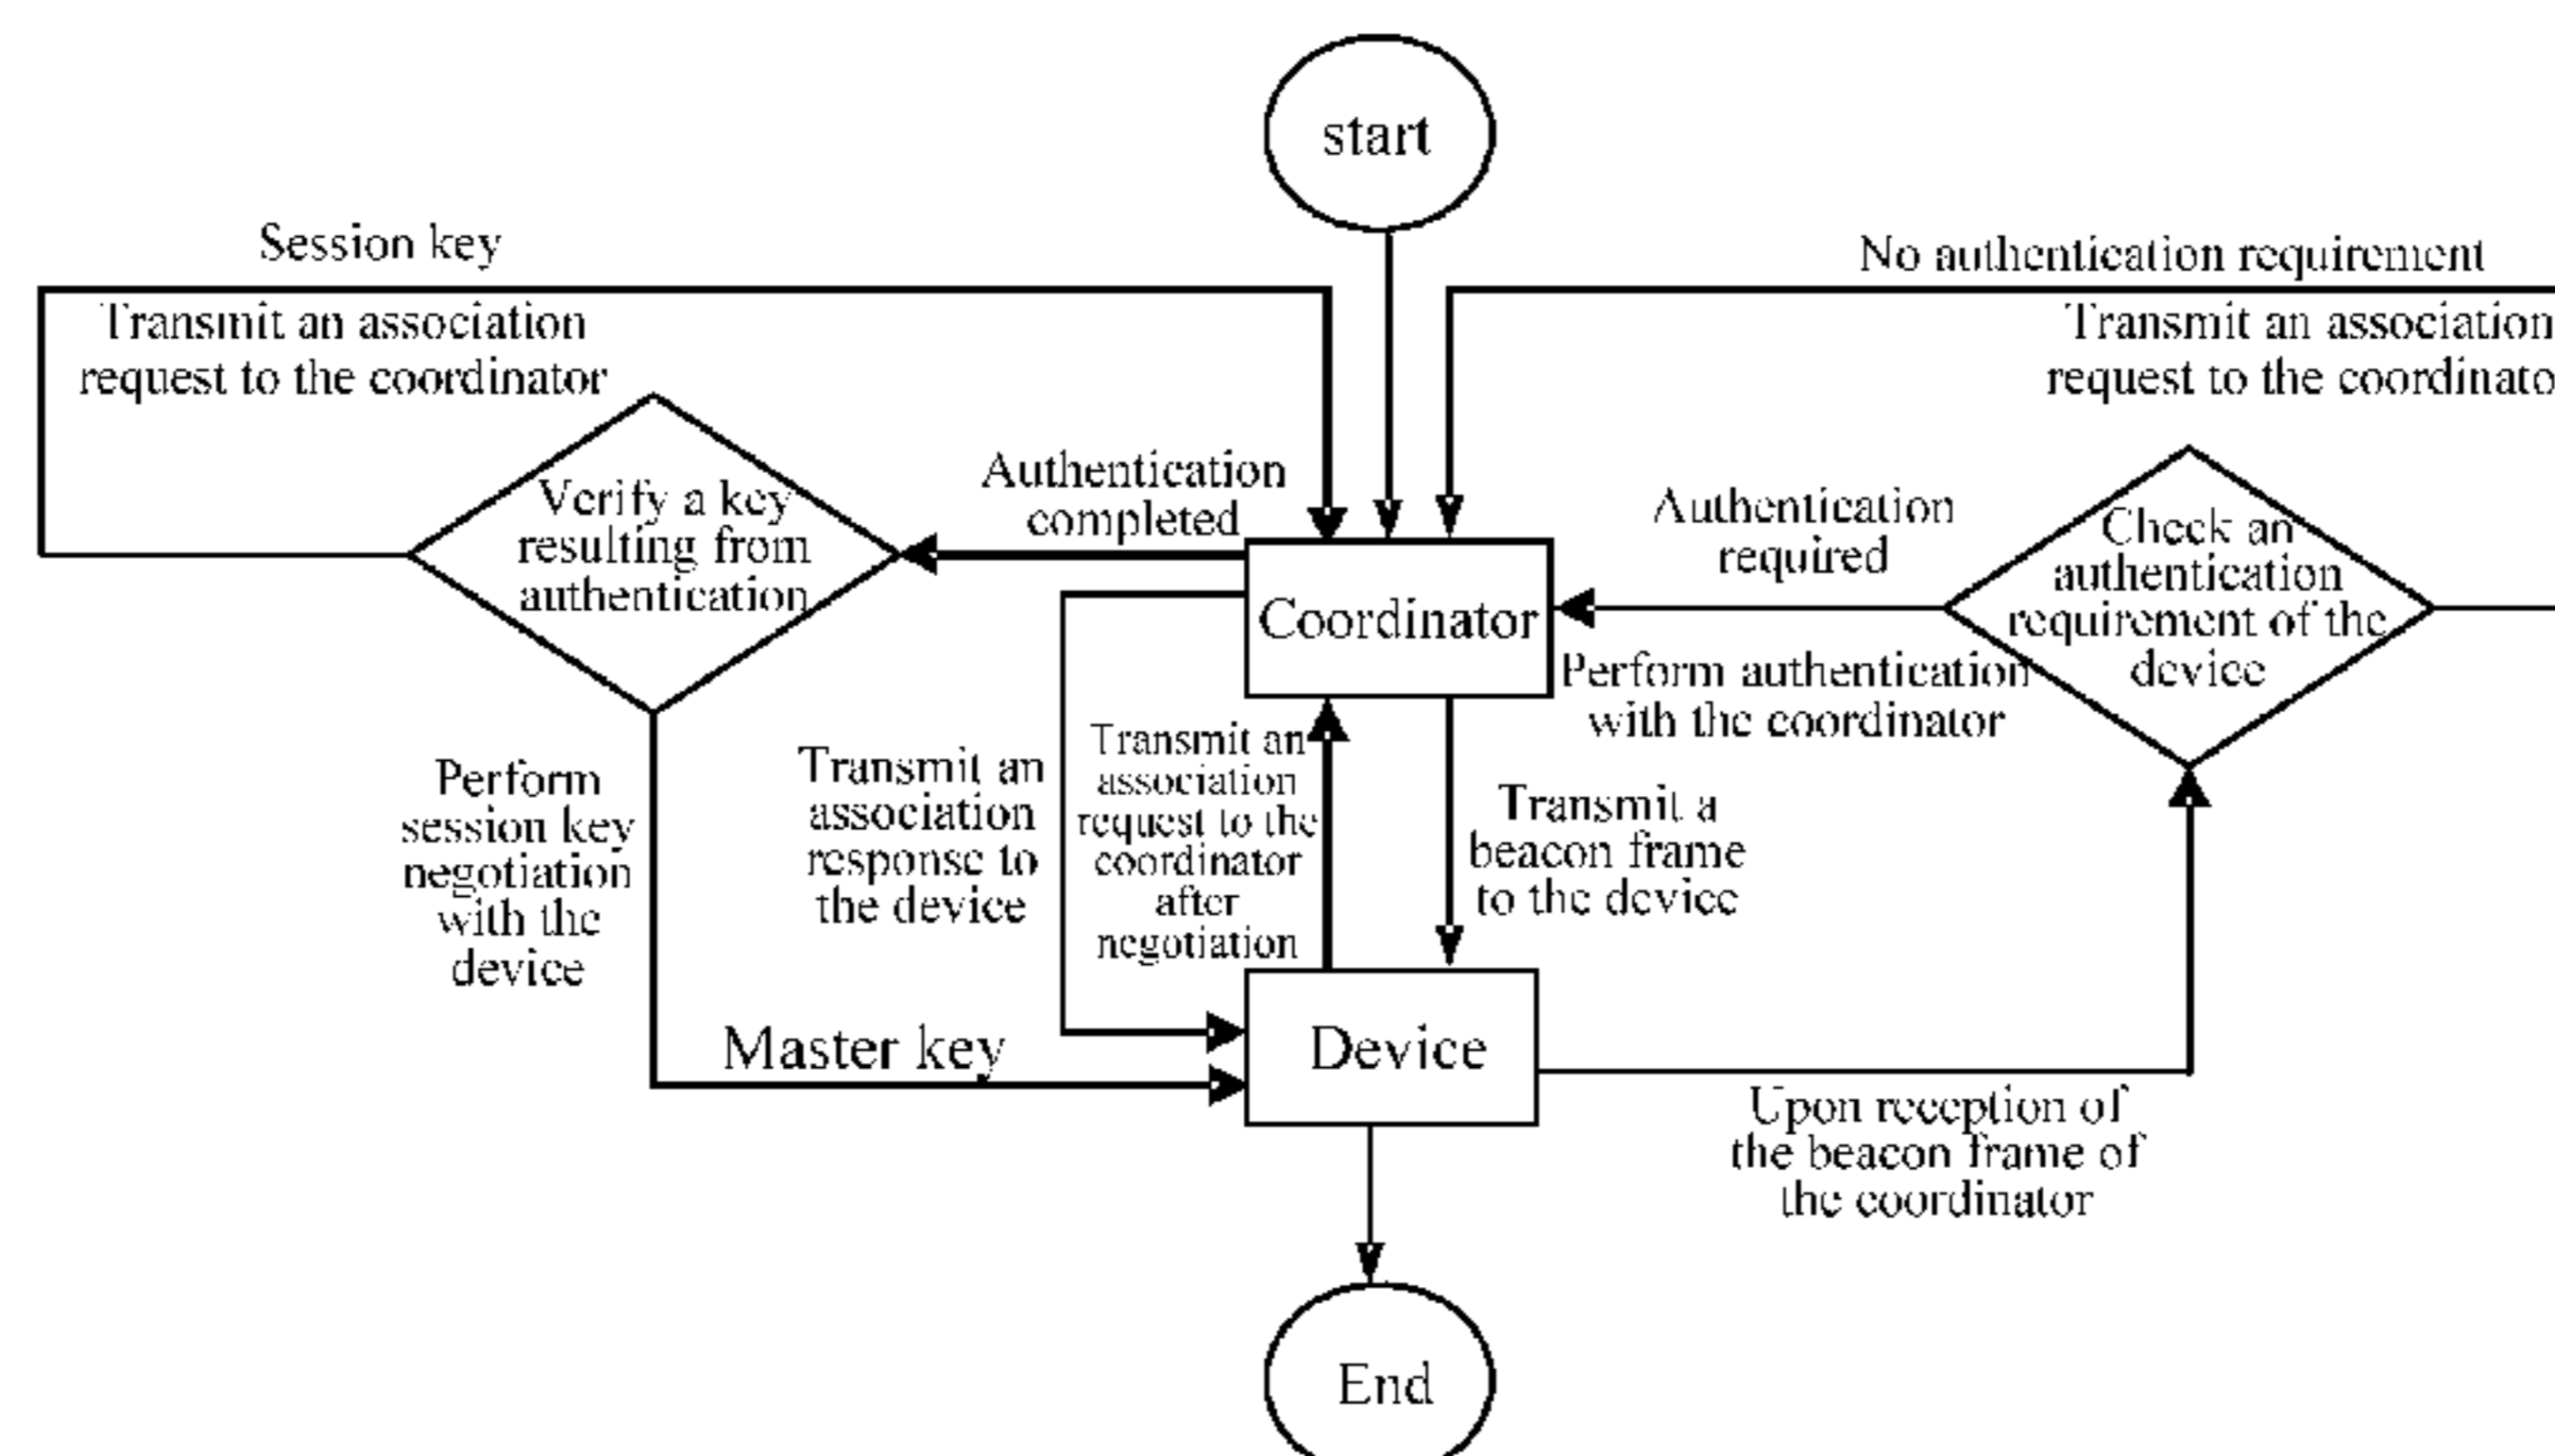 start
Session key
No authentication requirement
Transmit an association
request to the coordinator
Transmit an association
request to the
Authentication
completed
Verify a key
resulting from
authentication
Authentication
required
Check an
authentication
requirement of the
device
Coordinator
Perform authentication
with the coordinator
Perform
session key
negotiation
with the
device
Transmit an
association
response to
the device
Transmit an
association
request to the
coordinator
after
negotiation
Transmit a
beacon frame
to the device
Master key
Device
Upon reception of
the beacon frame of
the coordinator
End